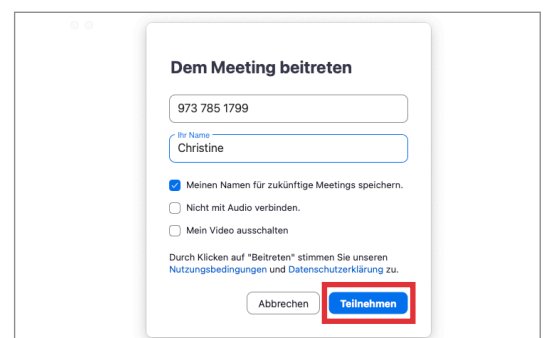 Dem Meeting beitreten
973 785 1799
Ihr Name
Christine
Meinen Namen für zukünftige Meetings speichern.
Nicht mit Audio verbinden.
Mein Video ausschalten
Durch Klicken auf "Beitreten" stimmen Sie unseren
Nutzungsbedingungen und Datenschutzerklärung zu.
Abbrechen Teilnehmen